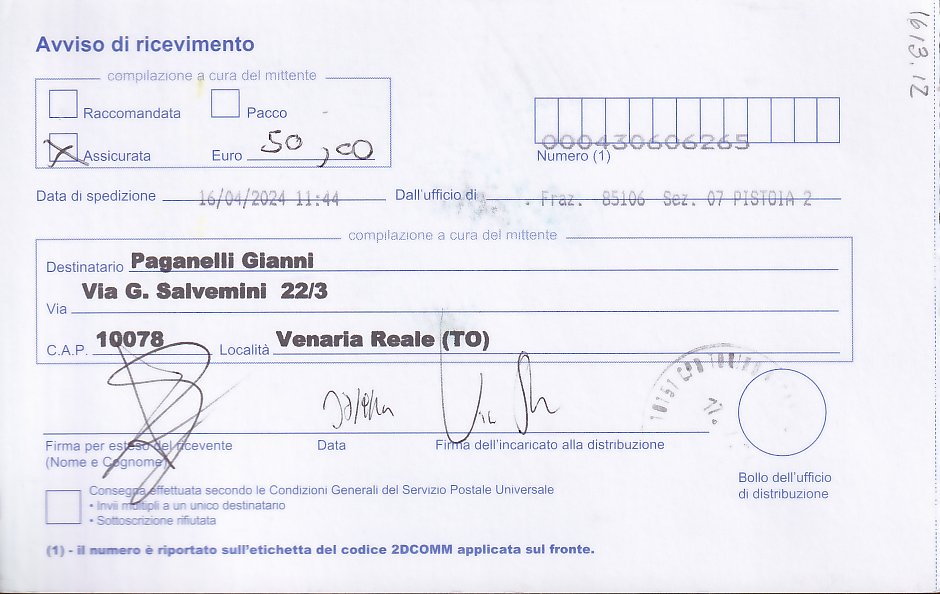 1613.12
Avviso di ricevimento
compilazione a cura del mittente
Raccomandata Pacco
Assicurata Euro 50,00
000430606265
Numero (1)
Data di spedizione 16/04/2024 11:44 Dall'ufficio di Fraz. 85106 Sez. 07 PISTOIA 2
compilazione a cura del mittente
Destinatario Paganelli Gianni
Via G. Salvemini 22/3
Via
C.A.P. 10078 Località Venaria Reale (TO)
Firma per esteso del ricevente Data Firma dell'incaricato alla distribuzione
(Nome e Cognome)
Bollo dell'ufficio
di distribuzione
Consegna effettuata secondo le Condizioni Generali del Servizio Postale Universale
• Invii multipli a un unico destinatario
• Sottoscrizione rifiutata
(1) - il numero è riportato sull'etichetta del codice 2DCOMM applicata sul fronte.